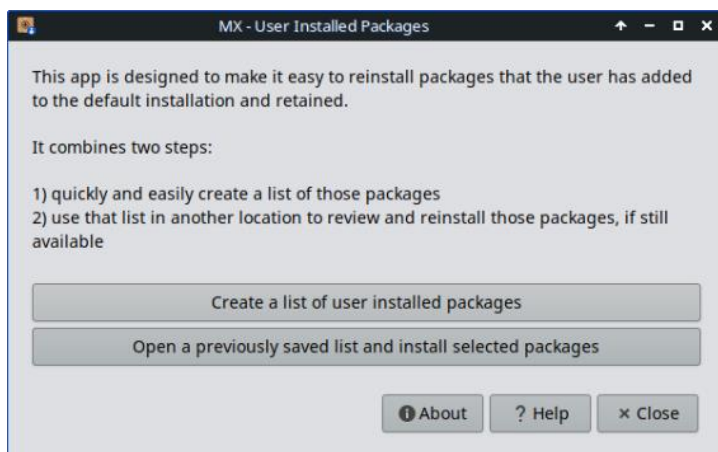 MX - User Installed Packages
This app is designed to make it easy to reinstall packages that the user has added
to the default installation and retained.
It combines two steps:
1) quickly and easily create a list of those packages
2) use that list in another location to review and reinstall those packages, if still
available
Create a list of user installed packages
Open a previously saved list and install selected packages
About
? Help
Close